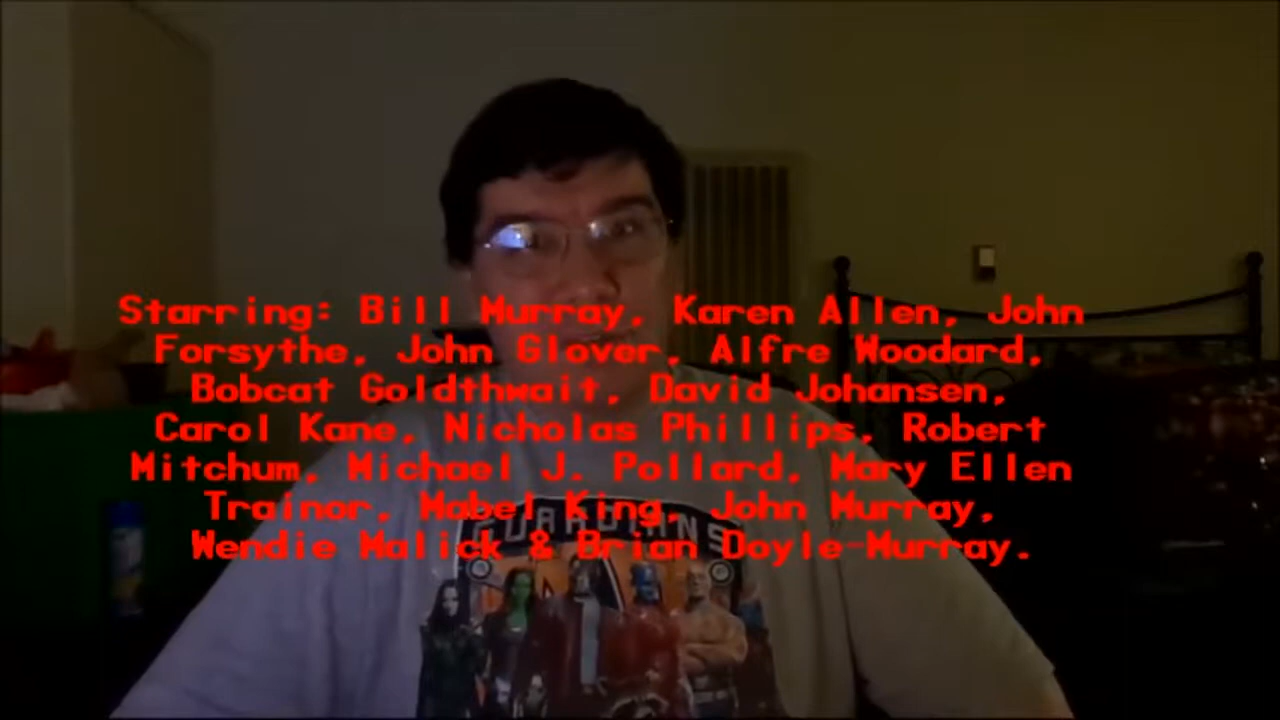 Starring: Bill Murray, Karen Allen, John
Forsythe, John Glover, Alfre Woodard,
Bobcat Goldthwait, David Johansen,
Carol Kane, Nicholas Phillips, Robert
Mitchum, Michael J. Pollard, Mary Ellen
Trainor, Mabel King, John Murray,
Wendie Malick & Brian Doyle-Murray.
GUARDIANS